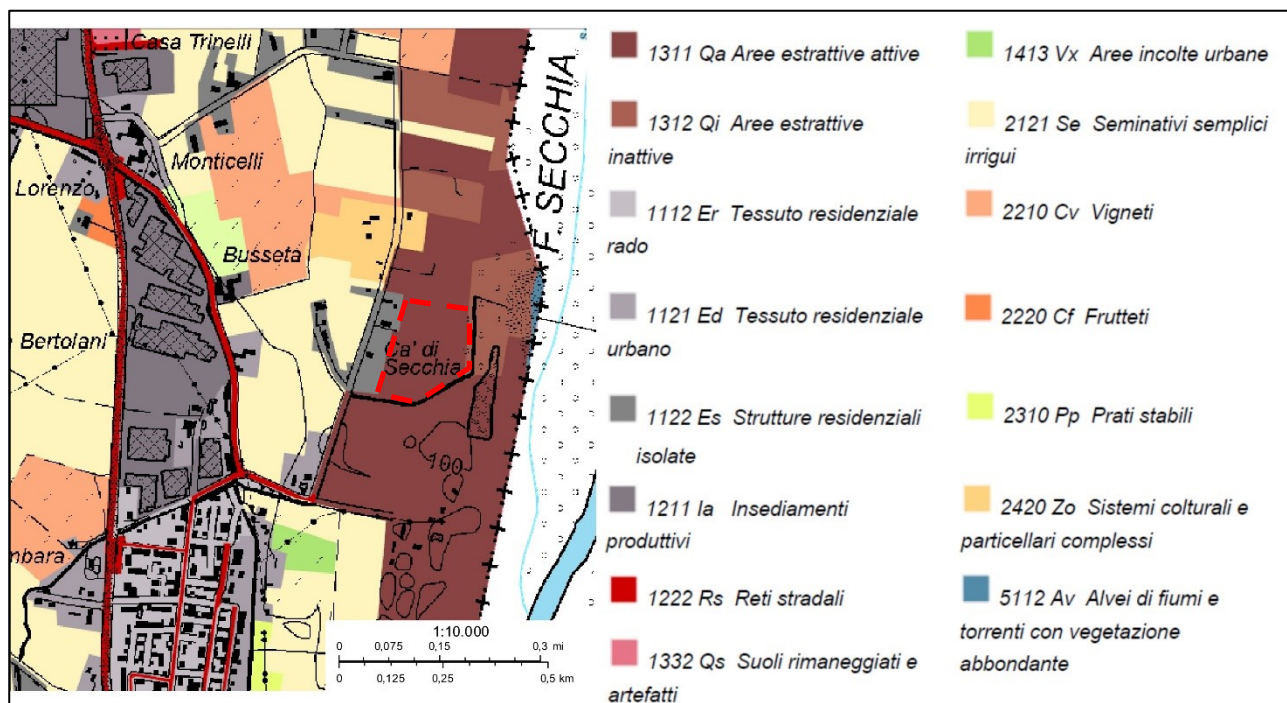 Casa Trinelli
Monticelli
Lorenzo
Busseta
Bertolani
Ca' di
Secchia
F. SECCHIA
100
nbara
1:10.000
0 0,075 0,15 0,3 mi
0 0,125 0,25 0,5 km
1311 Qa Aree estrattive attive
1312 Qi Aree estrattive
inattive
1112 Er Tessuto residenziale
rado
1121 Ed Tessuto residenziale
urbano
1122 Es Strutture residenziali
isolate
1211 Ia Insediamenti
produttivi
1222 Rs Reti stradali
1332 Qs Suoli rimaneggiati e
artefatti
1413 Vx Aree incolte urbane
2121 Se Seminativi semplici
irrigui
2210 Cv Vigneti
2220 Cf Frutteti
2310 Pp Prati stabili
2420 Zo Sistemi colturali e
particellari complessi
5112 Av Alvei di fiumi e
torrenti con vegetazione
abbondante